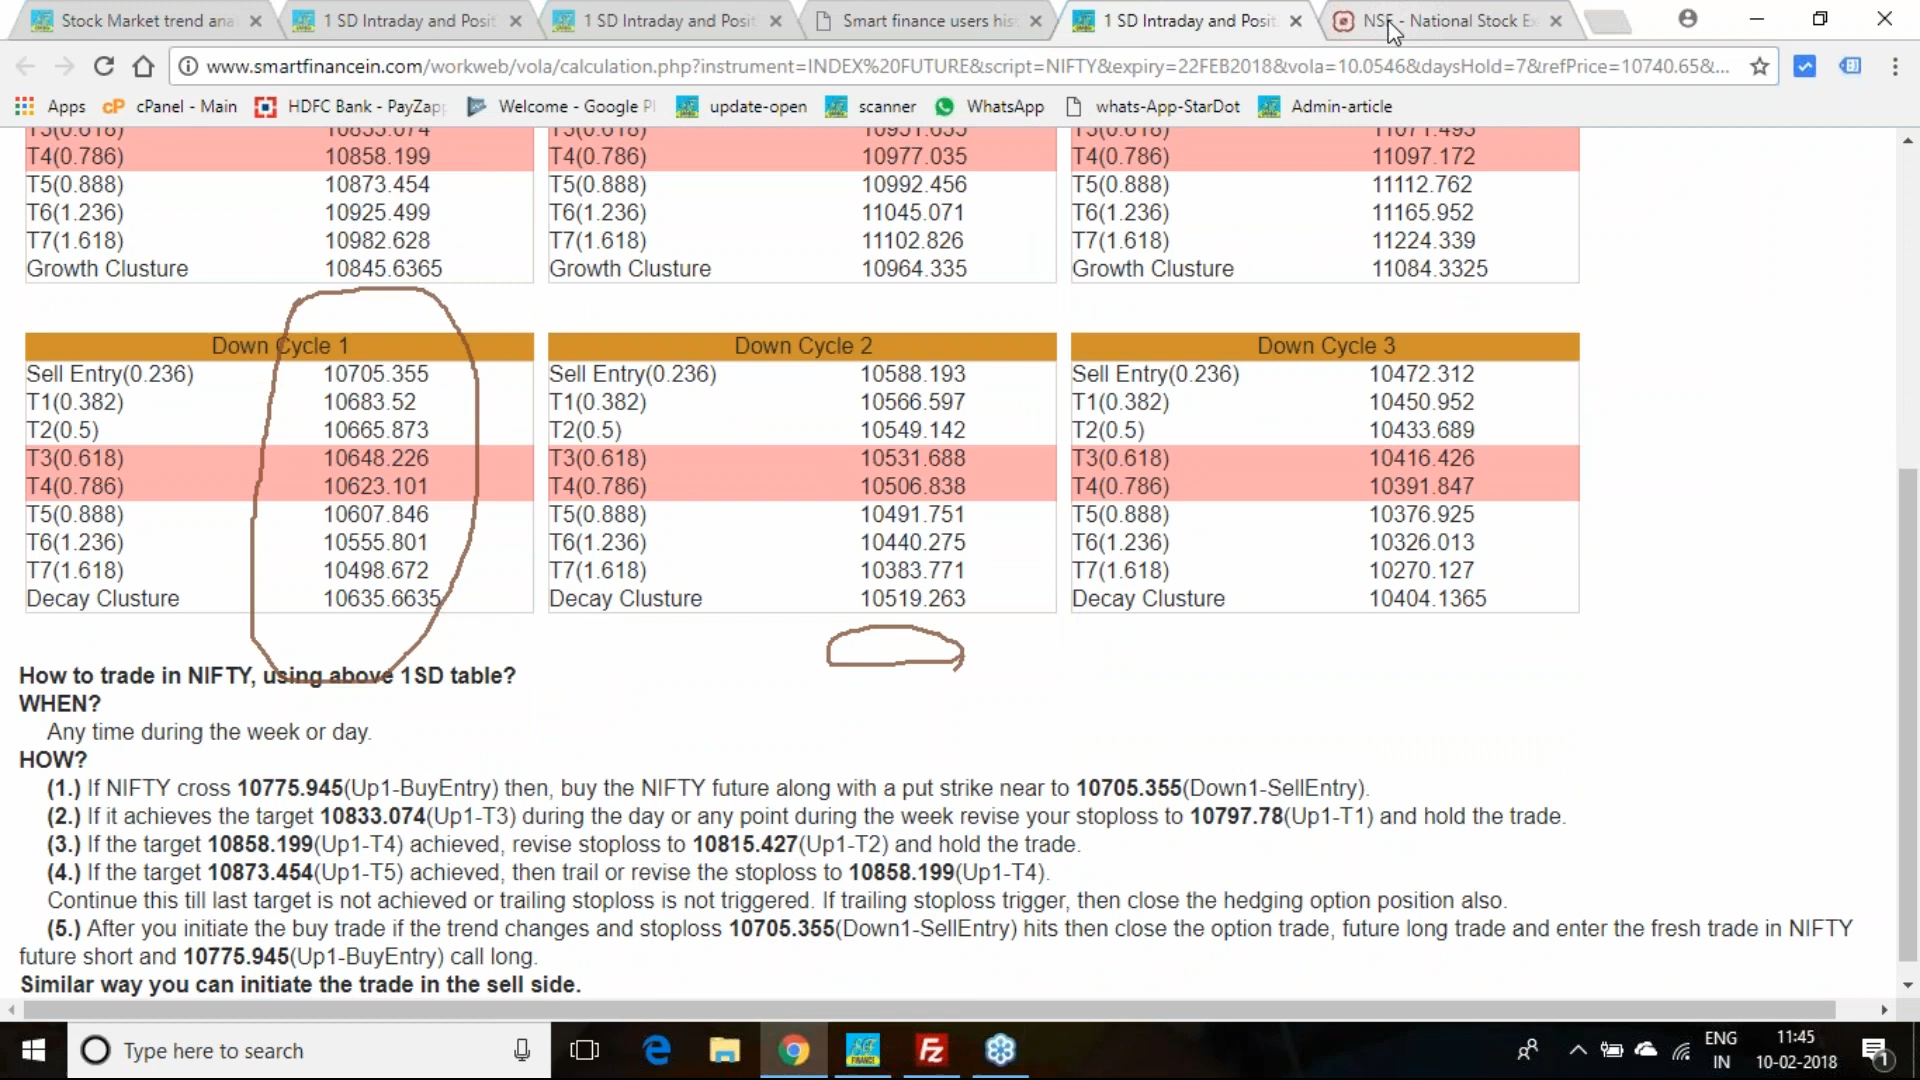 Stock Market trend ana
1 SD Intraday and Posit
1 SD Intraday and Posit
Smart finance users his
1 SD Intraday and Posit
NSE - National Stock Ex
www.smartfinancein.com/workweb/vola/calculation.php?instrument=INDEX%20FUTURE&script=NIFTY&expiry=22FEB2018&vola=10.0546&daysHold=7&refPrice=10740.65&...
Apps cPanel - Main HDFC Bank - PayZap Welcome - Google Pl update-open scanner WhatsApp whats-App-StarDot Admin-article
T3(0.618) 10833.074 T3(0.618) 10951.655 T3(0.618) 11071.493
T4(0.786) 10858.199 T4(0.786) 10977.035 T4(0.786) 11097.172
T5(0.888) 10873.454 T5(0.888) 10992.456 T5(0.888) 11112.762
T6(1.236) 10925.499 T6(1.236) 11045.071 T6(1.236) 11165.952
T7(1.618) 10982.628 T7(1.618) 11102.826 T7(1.618) 11224.339
Growth Clusture 10845.6365 Growth Clusture 10964.335 Growth Clusture 11084.3325
Down Cycle 1 Down Cycle 2 Down Cycle 3
Sell Entry(0.236) 10705.355 Sell Entry(0.236) 10588.193 Sell Entry(0.236) 10472.312
T1(0.382) 10683.52 T1(0.382) 10566.597 T1(0.382) 10450.952
T2(0.5) 10665.873 T2(0.5) 10549.142 T2(0.5) 10433.689
T3(0.618) 10648.226 T3(0.618) 10531.688 T3(0.618) 10416.426
T4(0.786) 10623.101 T4(0.786) 10506.838 T4(0.786) 10391.847
T5(0.888) 10607.846 T5(0.888) 10491.751 T5(0.888) 10376.925
T6(1.236) 10555.801 T6(1.236) 10440.275 T6(1.236) 10326.013
T7(1.618) 10498.672 T7(1.618) 10383.771 T7(1.618) 10270.127
Decay Clusture 10635.6635 Decay Clusture 10519.263 Decay Clusture 10404.1365
How to trade in NIFTY, using above 1SD table?
WHEN?
Any time during the week or day.
HOW?
(1.) If NIFTY cross 10775.945(Up1-BuyEntry) then, buy the NIFTY future along with a put strike near to 10705.355(Down1-SellEntry).
(2.) If it achieves the target 10833.074(Up1-T3) during the day or any point during the week revise your stoploss to 10797.78(Up1-T1) and hold the trade.
(3.) If the target 10858.199(Up1-T4) achieved, revise stoploss to 10815.427(Up1-T2) and hold the trade.
(4.) If the target 10873.454(Up1-T5) achieved, then trail or revise the stoploss to 10858.199(Up1-T4).
Continue this till last target is not achieved or trailing stoploss is not triggered. If trailing stoploss trigger, then close the hedging option position also.
(5.) After you initiate the buy trade if the trend changes and stoploss 10705.355(Down1-SellEntry) hits then close the option trade, future long trade and enter the fresh trade in NIFTY
future short and 10775.945(Up1-BuyEntry) call long.
Similar way you can initiate the trade in the sell side.
Type here to search
ENG
IN
11:45
10-02-2018
1